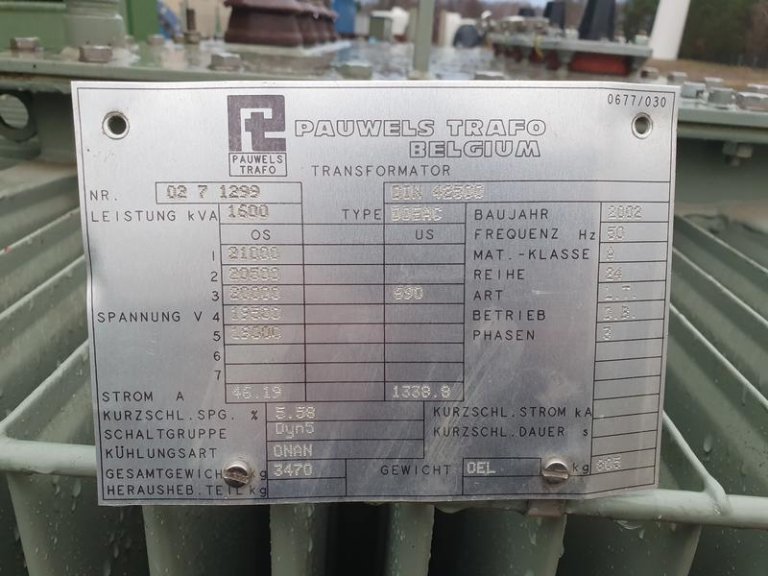 0677/030
PAUWELS TRAFO
BELGIUM
PAUWELS
TRAFO
TRANSFORMATOR
NR. 02 7 1299 DIN 42500
LEISTUNG kVA 1600 TYPE BAUJAHR 2002
OS US FREQUENZ Hz 50
1 21000 MAT.-KLASSE
2 20500 REIHE 24
3 20000 690 ART
SPANNUNG V 4 19500 BETRIEB
5 19000 PHASEN 3
6
7
STROM A 46.19 1338.8
KURZSCHL.SPG. % 5.58 KURZSCHL.STROM kA
SCHALTGRUPPE Dyn5 KURZSCHL.DAUER s
KÜHLUNGSART ONAN
GESAMTGEWICHT kg 3470 GEWICHT OEL kg 805
HERAUSHEB.TEIL kg